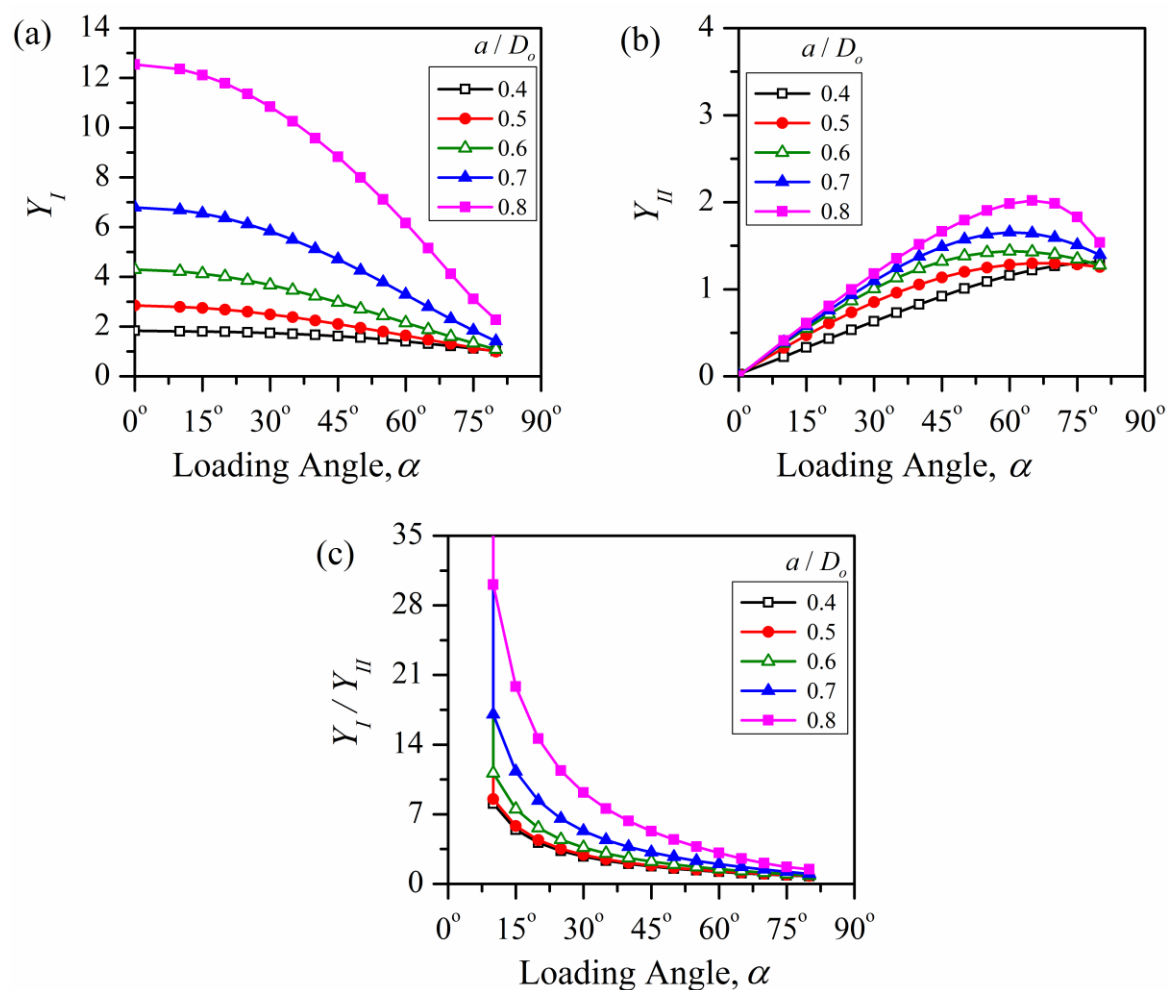 (a)
14
12
10
8
6
4
2
0
Y_I
a / D_o
0.4
0.5
0.6
0.7
0.8
0° 15° 30° 45° 60° 75° 90°
Loading Angle, α
(b)
4
3
2
1
0
Y_II
a / D_o
0.4
0.5
0.6
0.7
0.8
0° 15° 30° 45° 60° 75° 90°
Loading Angle, α
(c)
35
28
21
14
7
0
Y_I / Y_II
a / D_o
0.4
0.5
0.6
0.7
0.8
0° 15° 30° 45° 60° 75° 90°
Loading Angle, α